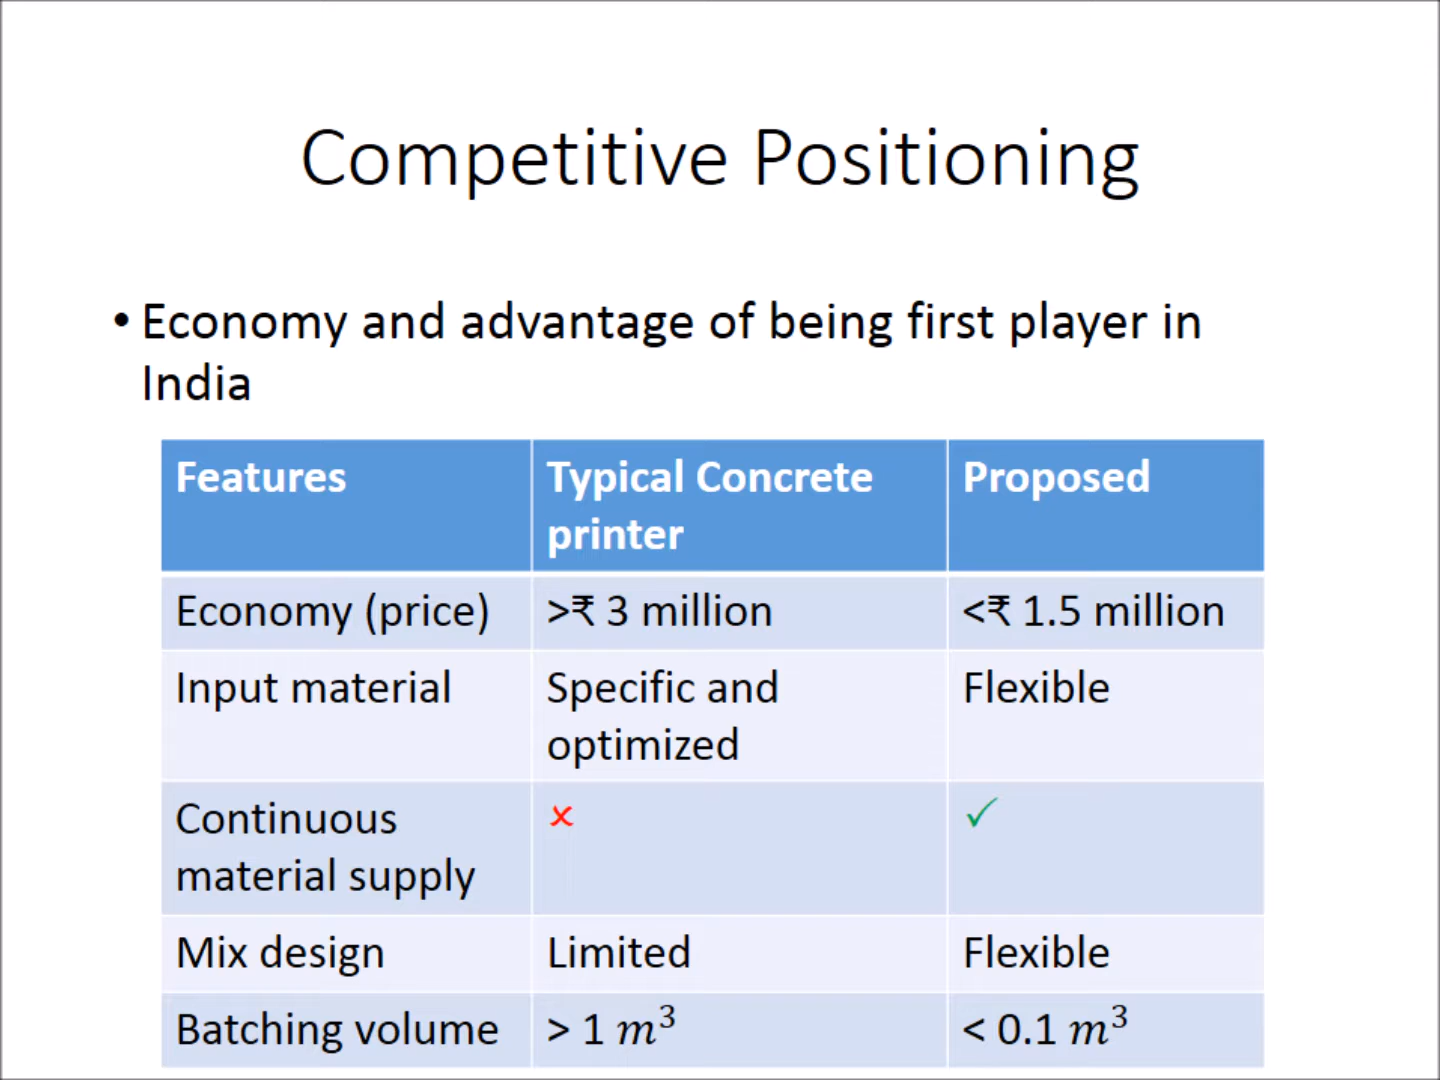 Competitive Positioning
• Economy and advantage of being first player in
India
Features
Typical Concrete
printer
Proposed
Economy (price)
>₹ 3 million
<₹ 1.5 million
Input material
Specific and
optimized
Flexible
Continuous
material supply
✗
✓
Mix design
Limited
Flexible
Batching volume
> 1 m³
< 0.1 m³